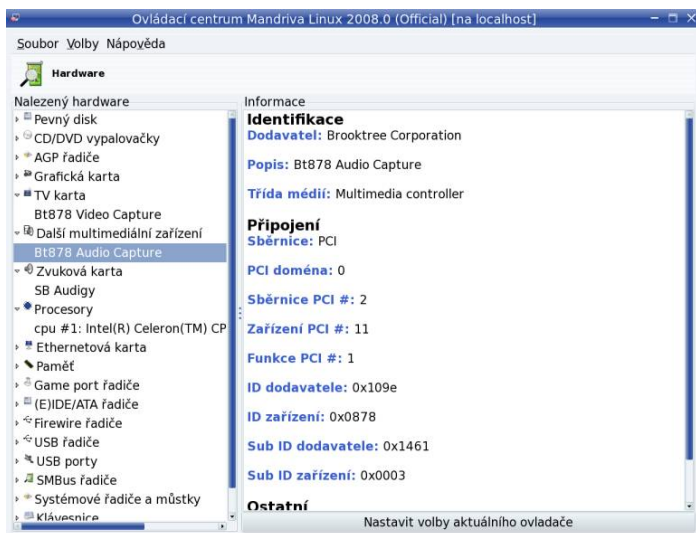 Ovládací centrum Mandriva Linux 2008.0 (Official) [na localhost]
Soubor Volby Nápověda
Hardware
Nalezený hardware
Pevný disk
CD/DVD vypalovačky
AGP řadiče
Grafická karta
TV karta
Bt878 Video Capture
Další multimediální zařízení
Bt878 Audio Capture
Zvuková karta
SB Audigy
Procesory
cpu #1: Intel(R) Celeron(TM) CP
Ethernetová karta
Paměť
Game port řadiče
(E)IDE/ATA řadiče
Firewire řadiče
USB řadiče
USB porty
SMBus řadiče
Systémové řadiče a můstky
Klávesnice
Informace
Identifikace
Dodavatel: Brooktree Corporation
Popis: Bt878 Audio Capture
Třída médií: Multimedia controller
Připojení
Sběrnice: PCI
PCI doména: 0
Sběrnice PCI #: 2
Zařízení PCI #: 11
Funkce PCI #: 1
ID dodavatele: 0x109e
ID zařízení: 0x0878
Sub ID dodavatele: 0x1461
Sub ID zařízení: 0x0003
Ostatní
Nastavit volby aktuálního ovladače